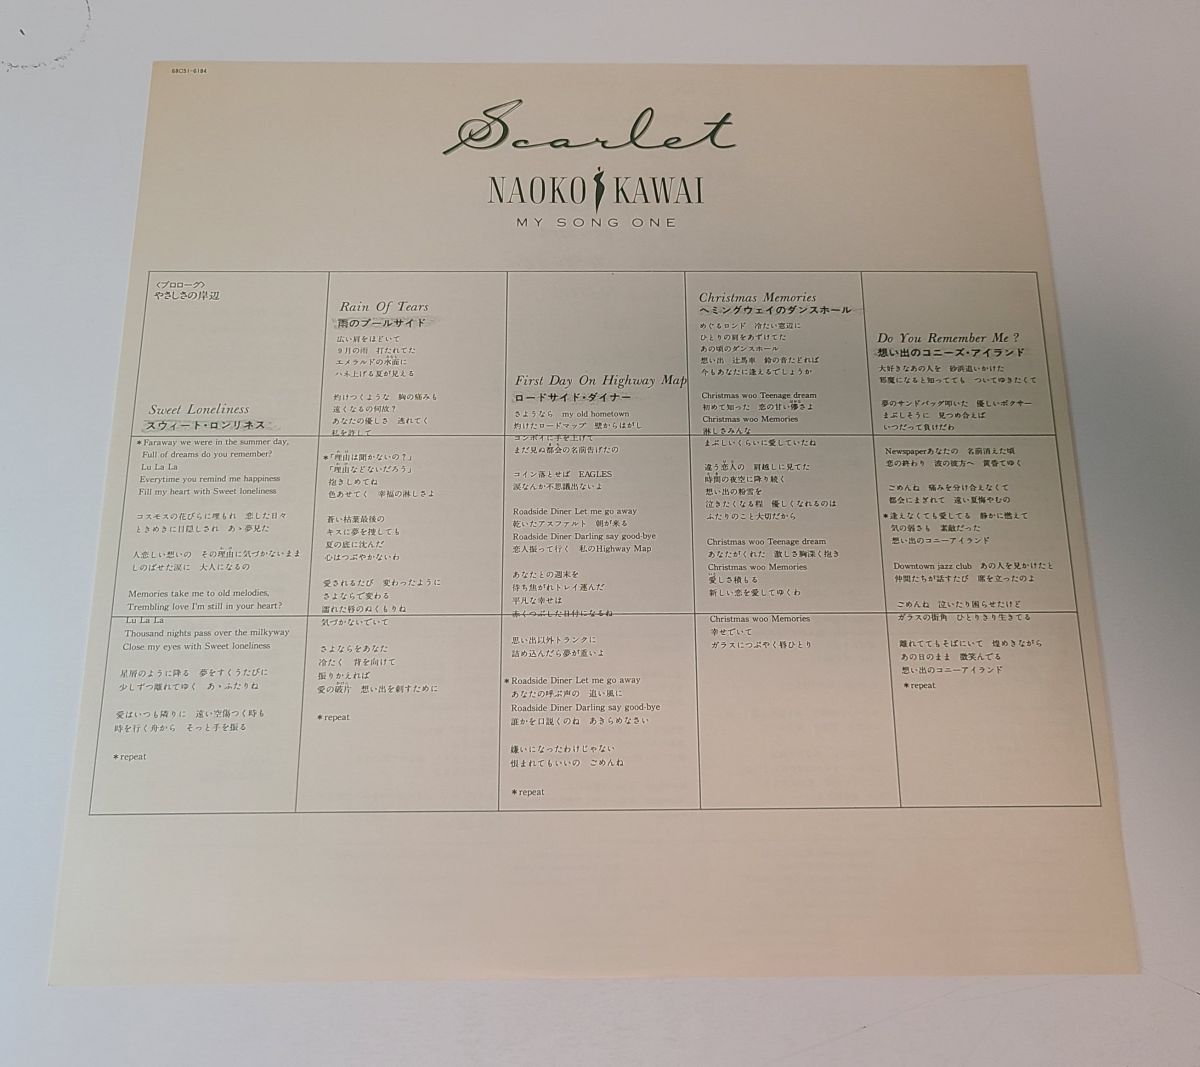 68C31-6184
Scarlet
NAOKO KAWAI
MY SONG ONE
〈プロローグ〉
やさしさの岸辺
Sweet Loneliness
スウィート・ロンリネス
*Faraway we were in the summer day,
Full of dreams do you remember?
Lu La La
Everytime you remind me happiness
Fill my heart with Sweet loneliness
コスモスの花びらに埋もれ 恋した日々
ときめきに目隠しされ あゝ夢見た
人恋しい想いの その理由に気づかないまま
しのばせた涙に 大人になるの
Memories take me to old melodies,
Trembling love I'm still in your heart?
Lu La La
Thousand nights pass over the milkyway
Close my eyes with Sweet loneliness
星屑のように降る 夢をすくうたびに
少しずつ離れてゆく あゝふたりね
愛はいつも隣りに 遠い空傷つく時も
時を行く舟から そっと手を振る
*repeat
Rain Of Tears
雨のプールサイド
広い肩をほどいて
9月の雨 打たれてた
エメラルドの水面に
ハネ上げる夏が見える
灼けつくような 胸の痛みも
遠くなるの何故?
あなたの優しさ 逃れてく
私を許して
*「理由は聞かないの?」
「理由などないだろう」
抱きしめてね
色あせてく 幸福の淋しさよ
蒼い枯葉最後の
キスに夢を捜しても
夏の底に沈んだ
心はつぶやかないわ
愛されるたび 変わったように
さよならで変わる
濡れた唇のぬくもりね
気づかないでいて
さよならをあなた
冷たく 背を向けて
振りかえれば
愛の破片 想い出を刺すために
*repeat
First Day On Highway Map
ロードサイド・ダイナー
さようなら my old hometown
灼けたロードマップ 壁からはがし
コンボイに手を上げて
まだ見ぬ都会の名前告げたの
コイン落とせば EAGLES
涙なんか不思議出ないよ
Roadside Diner Let me go away
乾いたアスファルト 朝が来る
Roadside Diner Darling say good-bye
恋人振って行く 私のHighway Map
あなたとの週末を
待ち焦がれトレイ運んだ
平凡な幸せは
赤くつぶした日付になるね
思い出以外トランクに
詰め込んだら夢が重いよ
*Roadside Diner Let me go away
あなたの呼ぶ声の 追い風に
Roadside Diner Darling say good-bye
誰かを口説くのね あきらめなさい
嫌いになったわけじゃない
恨まれてもいいの ごめんね
*repeat
Christmas Memories
ヘミングウェイのダンスホール
めぐるロンド 冷たい窓辺に
ひとりの肩をあずけてた
あの頃のダンスホール
想い出 辻馬車 鈴の音たどれば
今もあなたに逢えるでしょうか
Christmas woo Teenage dream
初めて知った 恋の甘い儚さよ
Christmas woo Memories
淋しさみんな
まぶしいくらいに愛していたね
違う恋人の 肩越しに見てた
時間の夜空に降り続く
想い出の粉雪を
泣きたくなる程 優しくなれるのは
ふたりのこと大切だから
Christmas woo Teenage dream
あなたがくれた 激しさ胸深く抱き
Christmas woo Memories
愛しさ積もる
新しい恋を愛してゆくわ
Christmas woo Memories
幸せでいて
ガラスにつぶやく唇ひとり
Do You Remember Me ?
想い出のコニーズ・アイランド
大好きなあの人を 砂浜追いかけた
邪魔になると知ってても ついてゆきたくて
夢のサンドバッグ叩いた 優しいボクサー
まぶしそうに 見つめ合えば
いつだって負けだわ
Newspaperあなたの 名前消えた頃
恋の終わり 波の彼方へ 黄昏てゆく
ごめんね 痛みを分け合えなくて
都会にまぎれて 遠い夏悔やむの
*逢えなくても愛してる 静かに燃えて
気の弱さも 素敵だった
想い出のコニーアイランド
Downtown jazz club あの人を見かけたと
仲間たちが話すたび 席を立ったのよ
ごめんね 泣いたり困らせたけど
ガラスの街角 ひとりきり生きてる
離れててもそばにいて 煌めきながら
あの日のまま 微笑んでる
想い出のコニーアイランド
*repeat